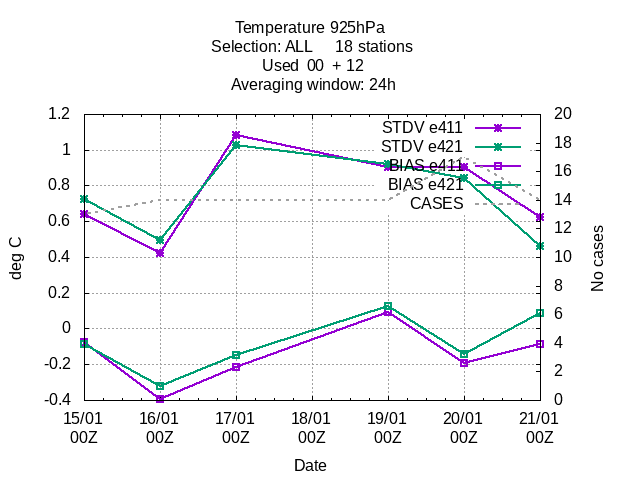 Temperature 925hPa
Selection: ALL     18 stations
Used  00  + 12
Averaging window: 24h
1.2
1
0.8
0.6
0.4
0.2
0
-0.2
-0.4
deg C
20
18
16
14
12
10
8
6
4
2
0
No cases
STDV e411
STDV e421
BIAS e411
BIAS e421
CASES
15/01 16/01 17/01 18/01 19/01 20/01 21/01
00Z 00Z 00Z 00Z 00Z 00Z 00Z
Date